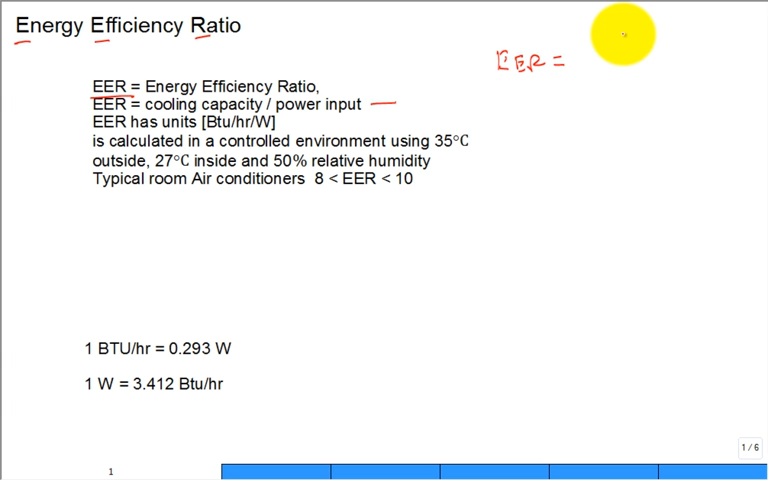 Energy Efficiency Ratio
EER =
EER = Energy Efficiency Ratio,
EER = cooling capacity / power input
EER has units [Btu/hr/W]
is calculated in a controlled environment using 35°C
outside, 27°C inside and 50% relative humidity
Typical room Air conditioners 8 < EER < 10
1 BTU/hr = 0.293 W
1 W = 3.412 Btu/hr
1 / 6
1